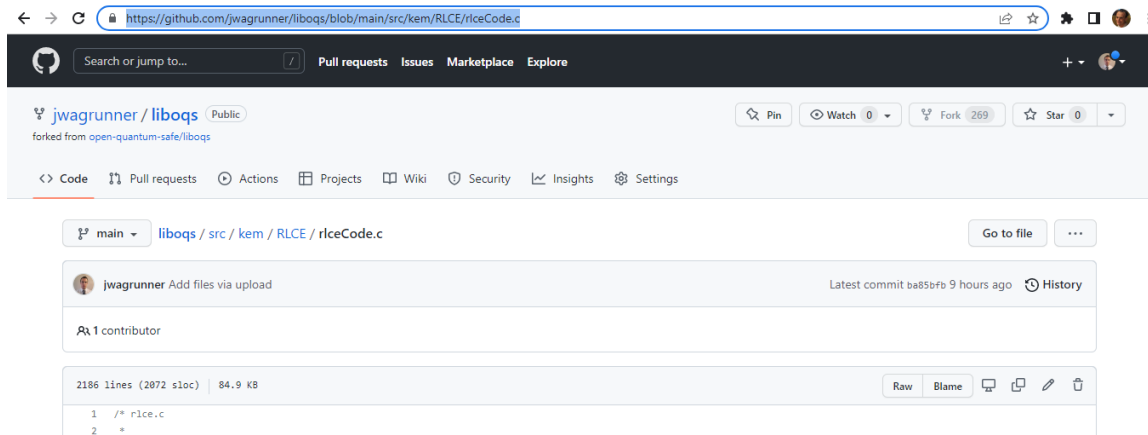 https://github.com/jwagrunner/liboqs/blob/main/src/kem/RLCE/rlceCode.c
Search or jump to... / Pull requests Issues Marketplace Explore
jwagrunner / liboqs Public Pin Watch 0 Fork 269 Star 0
forked from open-quantum-safe/liboqs
<> Code Pull requests Actions Projects Wiki Security Insights Settings
main liboqs / src / kem / RLCE / rlceCode.c Go to file ...
jwagrunner Add files via upload Latest commit ba85bfb 9 hours ago History
1 contributor
2186 lines (2072 sloc) 84.9 KB Raw Blame
1 /* rlce.c
2 *